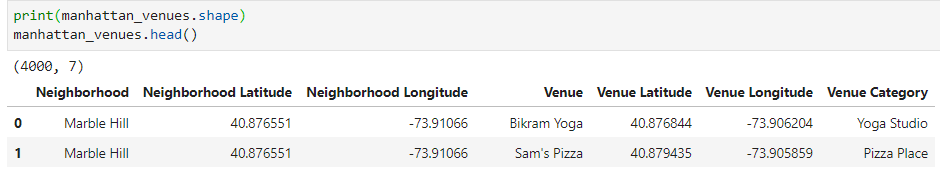 print(manhattan_venues.shape)
manhattan_venues.head()
(4000, 7)
Neighborhood Neighborhood Latitude Neighborhood Longitude Venue Venue Latitude Venue Longitude Venue Category
0 Marble Hill 40.876551 -73.91066 Bikram Yoga 40.876844 -73.906204 Yoga Studio
1 Marble Hill 40.876551 -73.91066 Sam's Pizza 40.879435 -73.905859 Pizza Place